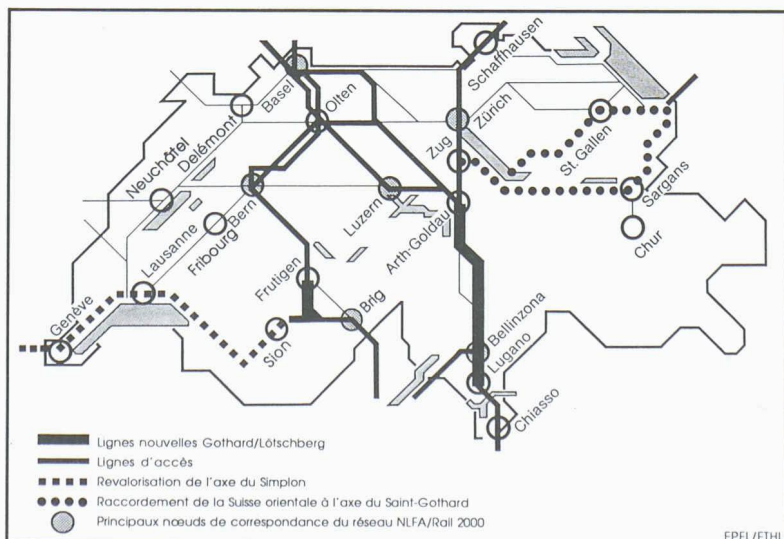 Schaffhausen
Basel
Olten
Zürich
Delémont
Zug
St. Gallen
Neuchâtel
Sargans
Bern
Luzern
Lausanne
Fribourg
Arth-Goldau
Chur
Frutigen
Genève
Brig
Sion
Bellinzona
Lugano
Chiasso
Lignes nouvelles Gothard/Lötschberg
Lignes d'accès
Revalorisation de l'axe du Simplon
Raccordement de la Suisse orientale à l'axe du Saint-Gothard
Principaux nœuds de correspondance du réseau NLFA/Rail 2000